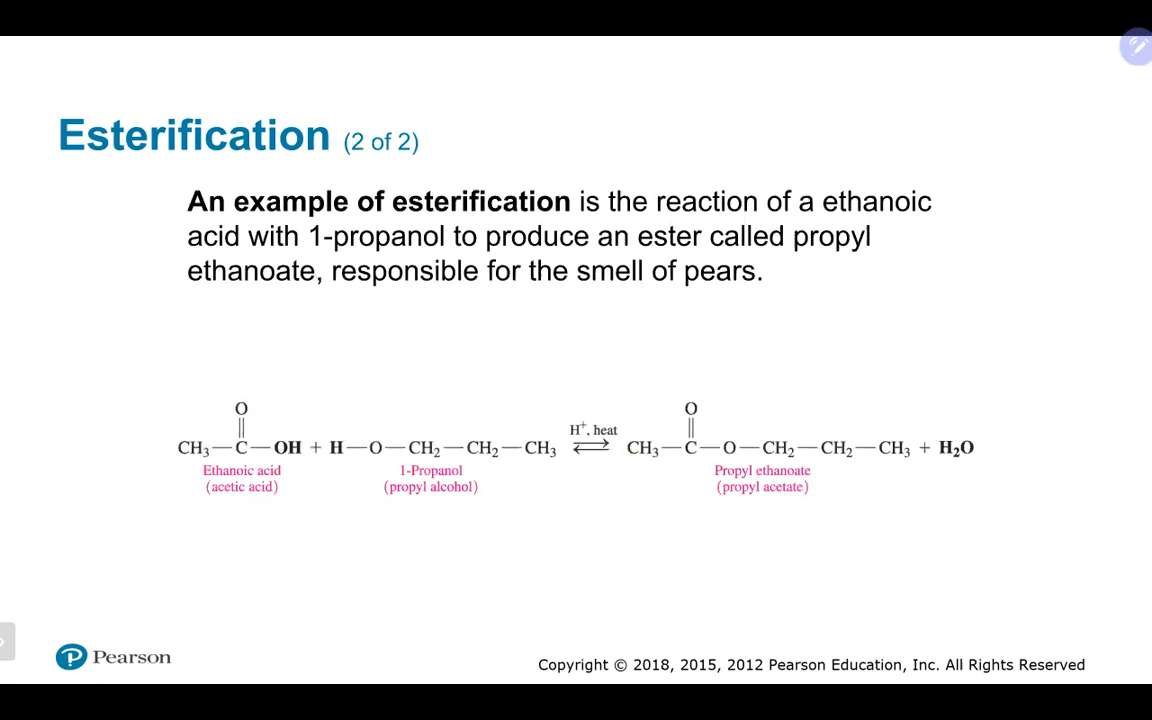 Esterification (2 of 2)
An example of esterification is the reaction of a ethanoic
acid with 1-propanol to produce an ester called propyl
ethanoate, responsible for the smell of pears.
O O
H⁺, heat
CH₃—C—OH + H—O—CH₂—CH₂—CH₃ ⇌ CH₃—C—O—CH₂—CH₂—CH₃ + H₂O
Ethanoic acid 1-Propanol Propyl ethanoate
(acetic acid) (propyl alcohol) (propyl acetate)
Pearson
Copyright © 2018, 2015, 2012 Pearson Education, Inc. All Rights Reserved